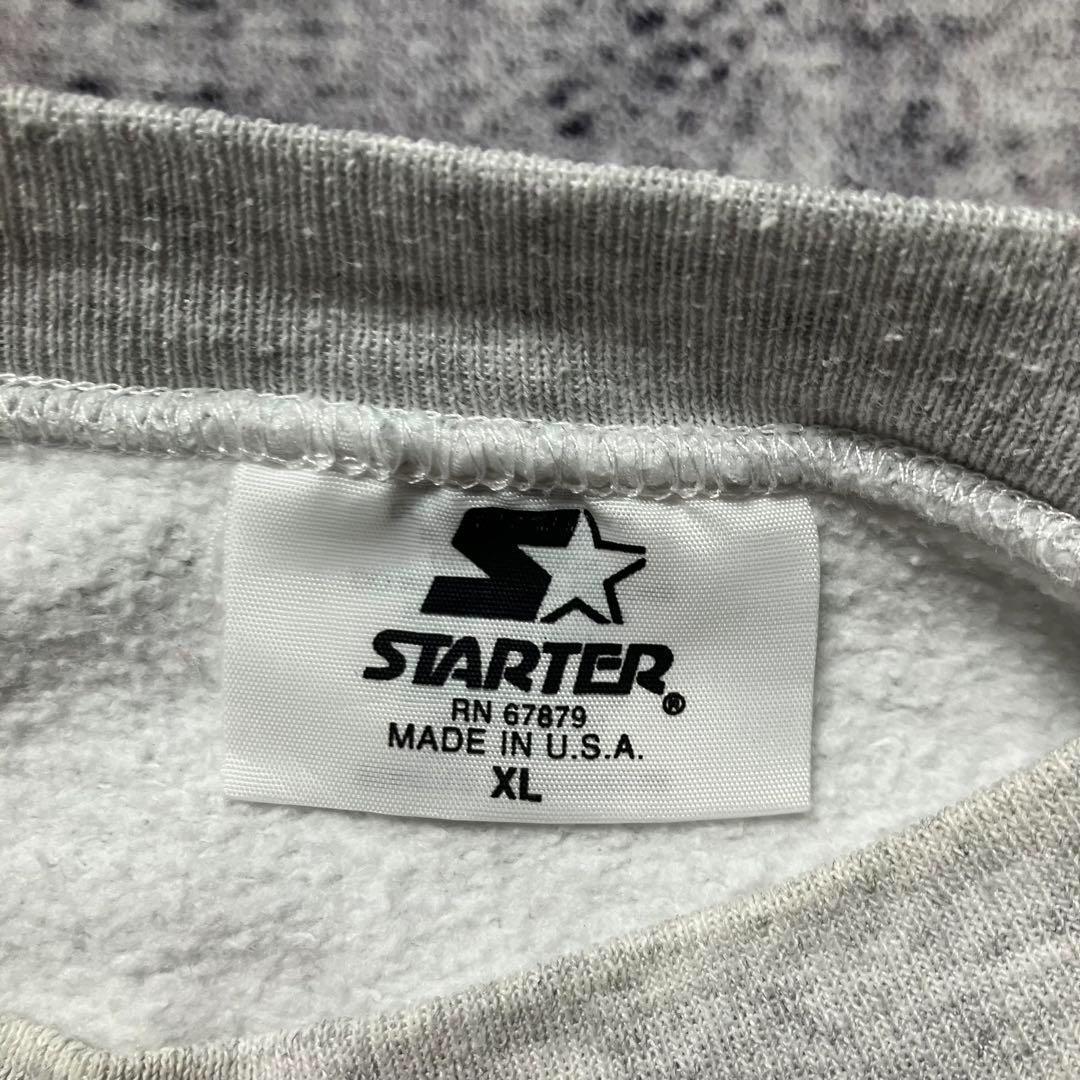 STARTER®
RN 67879
MADE IN U.S.A.
XL